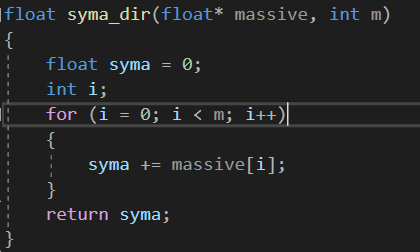 float syma_dir(float* massive, int m)
{
    float syma = 0;
    int i;
    for (i = 0; i < m; i++)
    {
        syma += massive[i];
    }
    return syma;
}